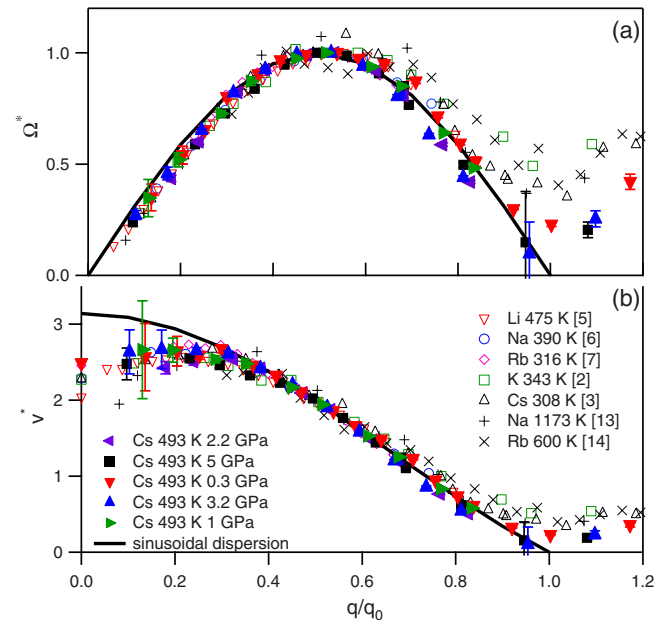 (a)
1.0
0.5
0.0
Ω*
(b)
3
2
1
0
v*
Li 475 K [5]
Na 390 K [6]
Rb 316 K [7]
K 343 K [2]
Cs 308 K [3]
Na 1173 K [13]
Rb 600 K [14]
Cs 493 K 2.2 GPa
Cs 493 K 5 GPa
Cs 493 K 0.3 GPa
Cs 493 K 3.2 GPa
Cs 493 K 1 GPa
sinusoidal dispersion
0.0 0.2 0.4 0.6 0.8 1.0 1.2
q/q₀